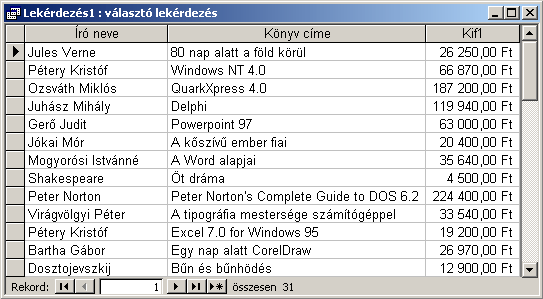 Lekérdezés1 : választó lekérdezés
Író neve Könyv címe Kif1
Jules Verne 80 nap alatt a föld körül 26 250,00 Ft
Pétery Kristóf Windows NT 4.0 66 870,00 Ft
Ozsváth Miklós QuarkXpress 4.0 187 200,00 Ft
Juhász Mihály Delphi 119 940,00 Ft
Gerő Judit Powerpoint 97 63 000,00 Ft
Jókai Mór A kőszívű ember fiai 20 400,00 Ft
Mogyorósi Istvánné A Word alapjai 35 640,00 Ft
Shakespeare Öt dráma 4 500,00 Ft
Peter Norton Peter Norton's Complete Guide to DOS 6.2 224 400,00 Ft
Virágvölgyi Péter A tipográfia mestersége számítógéppel 33 540,00 Ft
Pétery Kristóf Excel 7.0 for Windows 95 19 200,00 Ft
Bartha Gábor Egy nap alatt CorelDraw 26 970,00 Ft
Dosztojevszkij Bűn és bűnhödés 12 900,00 Ft
Rekord: 1 összesen 31